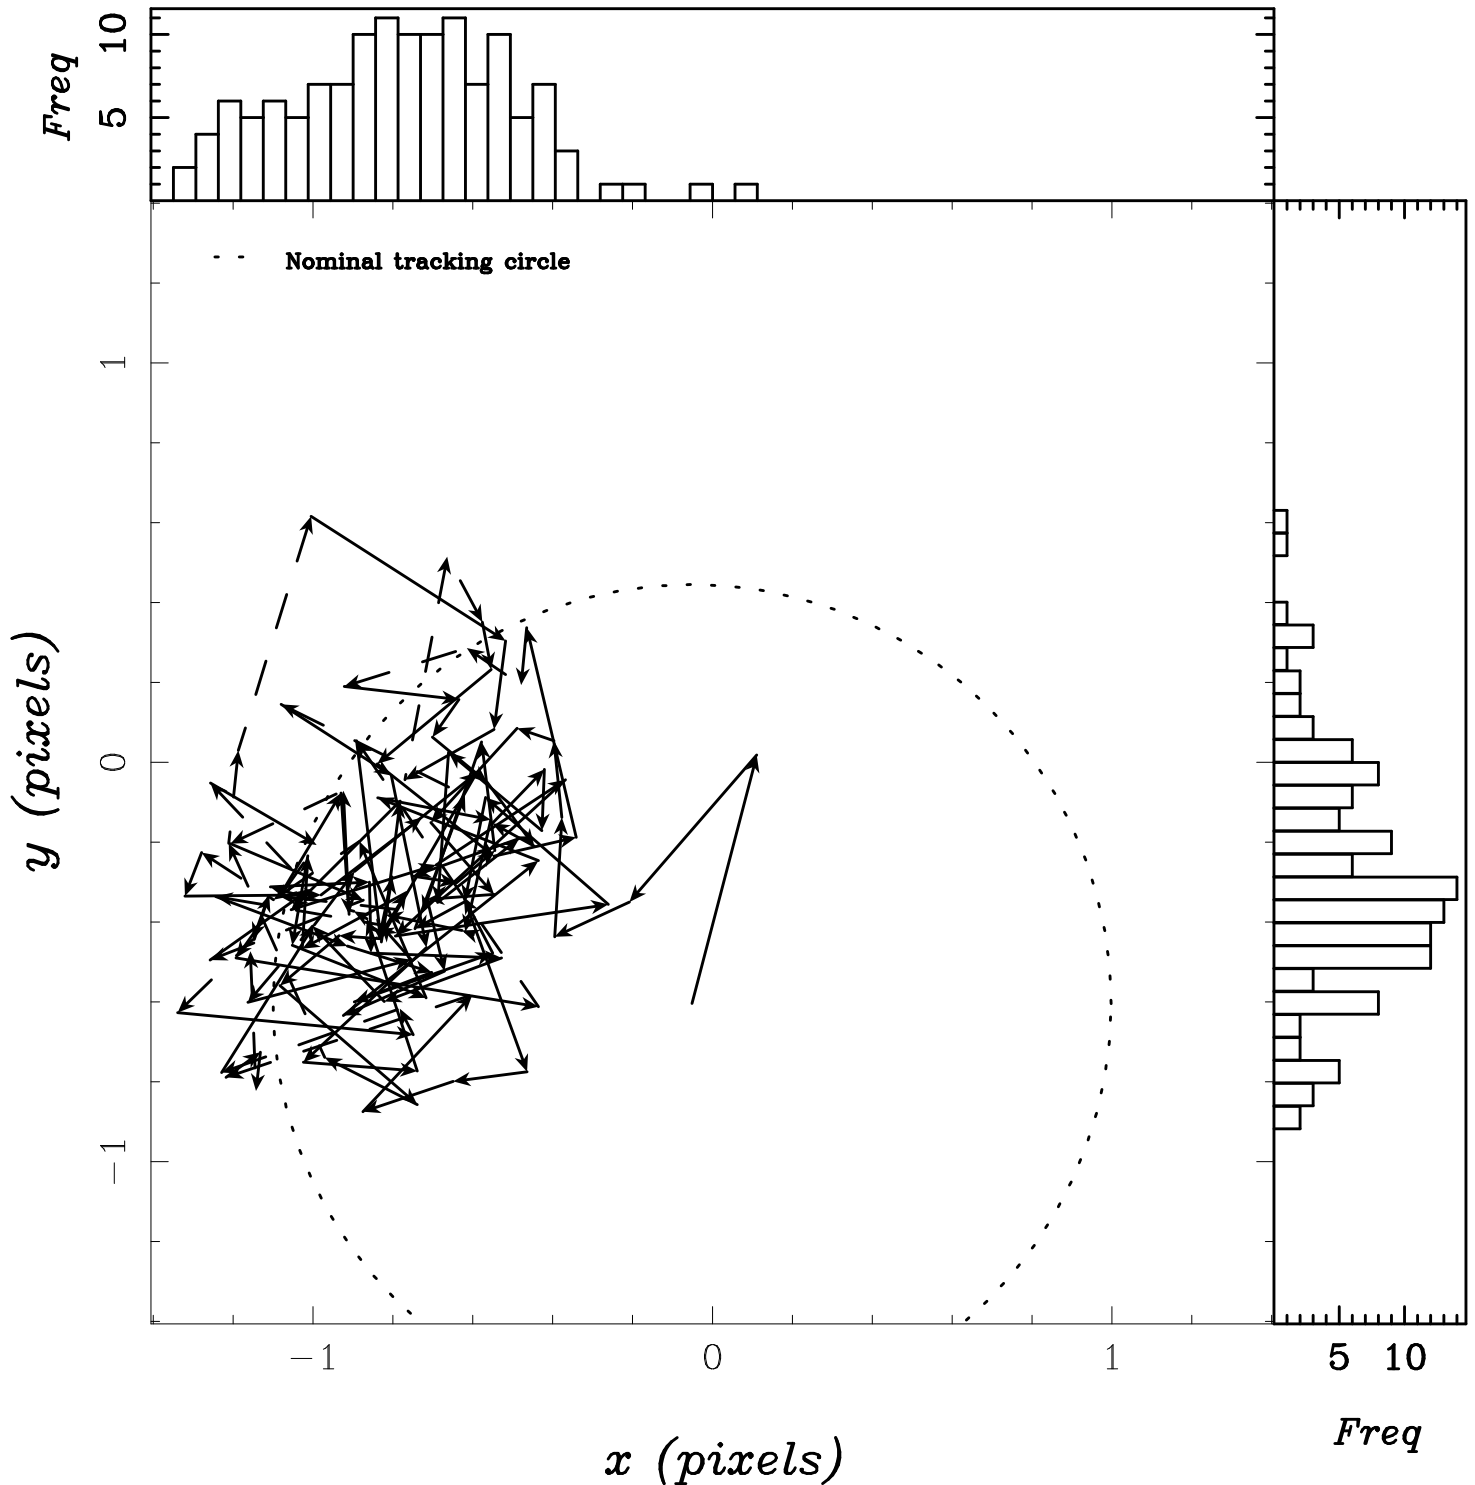 10
5
Freq
Nominal tracking circle
1
0
−1
y (pixels)
−1 0 1
5 10
Freq
x (pixels)